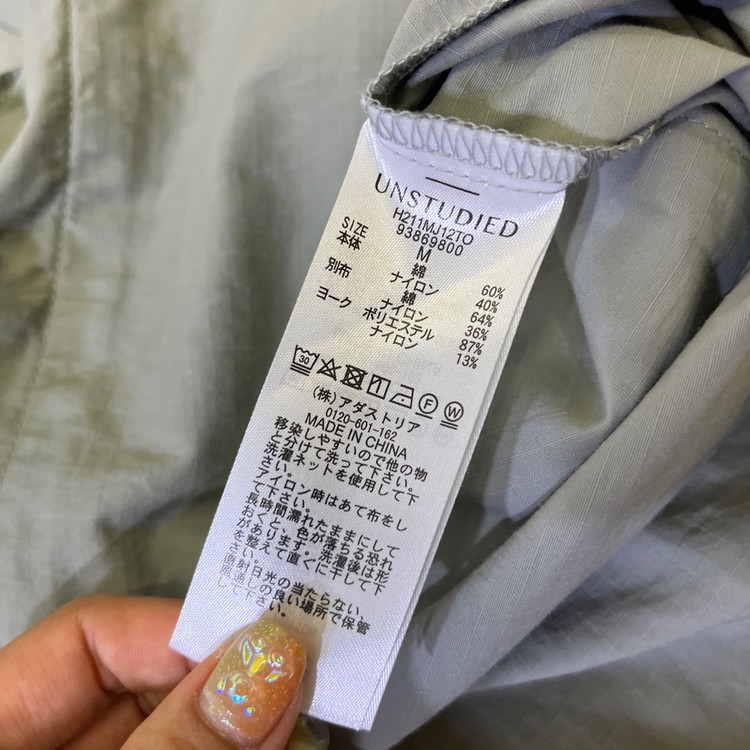 UNSTUDIED
H211MJ12TO
93869800
SIZE M
本体 綿 60%
ナイロン 40%
別布 綿 64%
ナイロン 36%
ヨーク ポリエステル 87%
ナイロン 13%
30 F W
(株)アダストリア
0120-601-162
MADE IN CHINA
移染しやすいので他の物
と分けて洗って下さい。
洗濯ネットを使用して下
さい。
アイロン時はあて布をし
て下さい。
長時間濡れたままにして
おくと、色が落ちる恐れ
があります。洗濯後は形
を整えて直ぐに干して下
さい。
直射日光の当たらない、
風通しの良い場所で保管
して下さい。